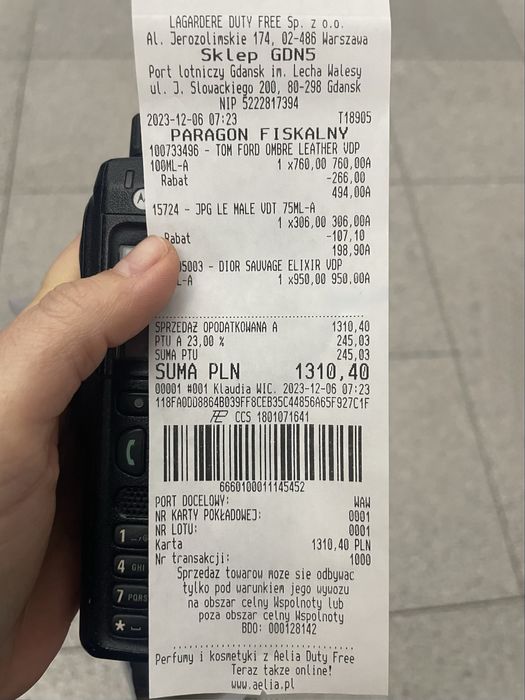 LAGARDERE DUTY FREE Sp. z o.o.
Al. Jerozolimskie 174, 02-486 Warszawa
Sklep GDN5
Port lotniczy Gdansk im. Lecha Walesy
ul. J. Slowackiego 200, 80-298 Gdansk
NIP 5222817394
2023-12-06 07:23 T18905
PARAGON FISKALNY
100733496 - TOM FORD OMBRE LEATHER VDP
100ML-A 1 x760,00 760,00A
Rabat -266,00
494,00A
15724 - JPG LE MALE VDT 75ML-A
1 x306,00 306,00A
Rabat -107,10
198,90A
5003 - DIOR SAUVAGE ELIXIR VDP
L-A 1 x950,00 950,00A
SPRZEDAŻ OPODATKOWANA A 1310,40
PTU A 23,00 % 245,03
SUMA PTU 245,03
SUMA PLN 1310,40
00001 #001 Klaudia WIC. 2023-12-06 07:23
CCS 1801071641
6660100011145452
PORT DOCELOWY: WAW
NR KARTY POKŁADOWEJ: 0001
NR LOTU: 0001
Karta 1310,40 PLN
Nr transakcji: 1000
Sprzedaz towarow moze sie odbywac
tylko pod warunkiem jego wywozu
na obszar celny Wspolnoty lub
poza obszar celny Wspolnoty
BDO: 000128142
Perfumy i kosmetyki z Aelia Duty Free
Teraz takze online!
www.aelia.pl
1
4 GHI
7 PQRS
*